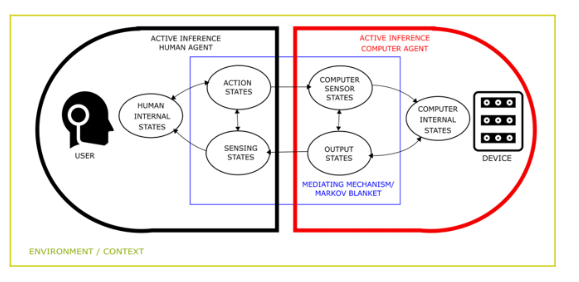 ACTIVE INFERENCE
HUMAN AGENT
ACTIVE INFERENCE
COMPUTER AGENT
ACTION
STATES
COMPUTER
SENSOR
STATES
HUMAN
INTERNAL
STATES
COMPUTER
INTERNAL
STATES
USER
SENSING
STATES
OUTPUT
STATES
DEVICE
MEDIATING MECHANISM/
MARKOV BLANKET
ENVIRONMENT / CONTEXT